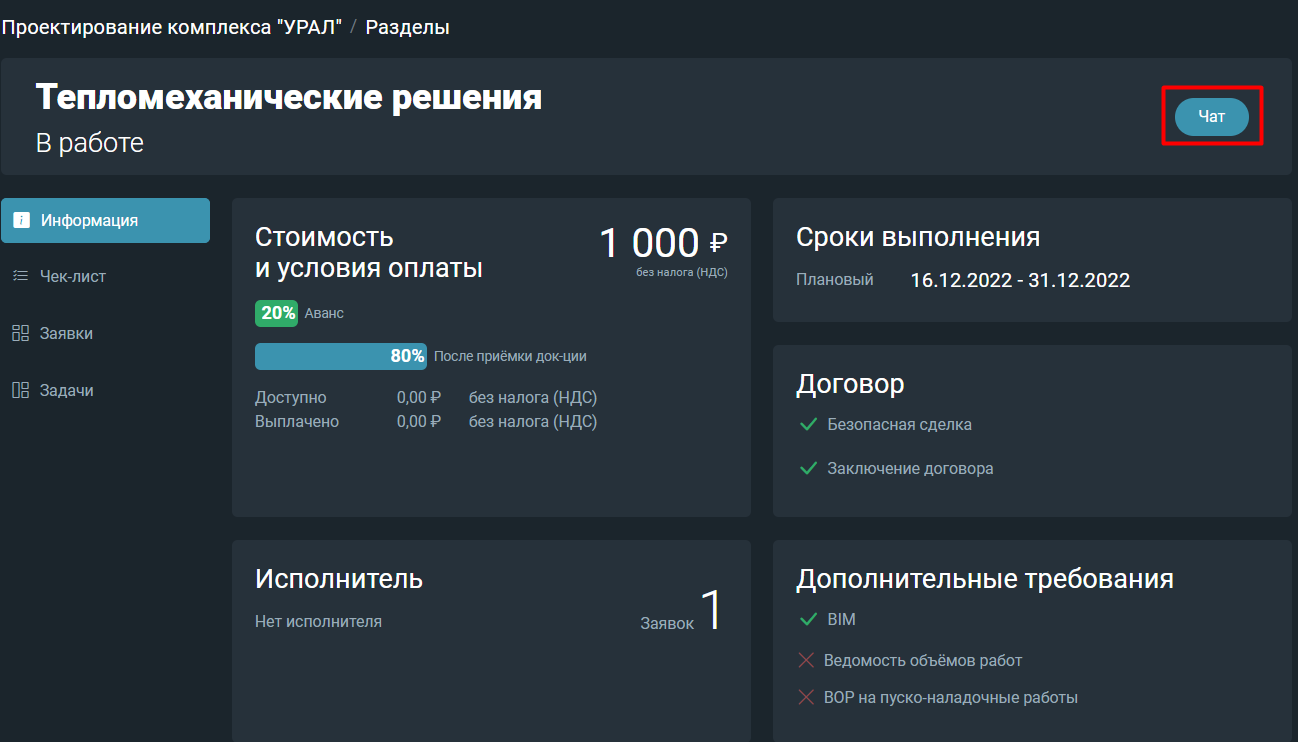 Проектирование комплекса "УРАЛ" / Разделы
Тепломеханические решения
В работе
Чат
Информация
Чек-лист
Заявки
Задачи
Стоимость
и условия оплаты
1 000 ₽
без налога (НДС)
20% Аванс
80% После приёмки док-ции
Доступно 0,00 ₽ без налога (НДС)
Выплачено 0,00 ₽ без налога (НДС)
Сроки выполнения
Плановый 16.12.2022 - 31.12.2022
Договор
Безопасная сделка
Заключение договора
Исполнитель
Нет исполнителя
Заявок 1
Дополнительные требования
BIM
Ведомость объёмов работ
ВОР на пуско-наладочные работы